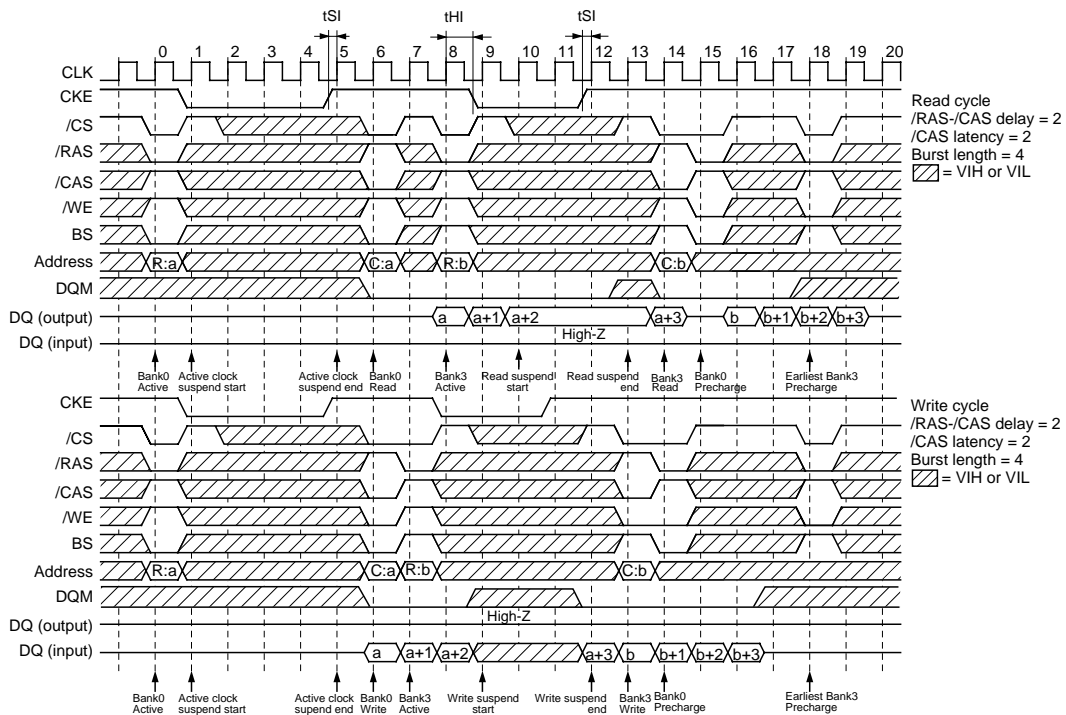 tSI tHI tSI
0 1 2 3 4 5 6 7 8 9 10 11 12 13 14 15 16 17 18 19 20
CLK
CKE
/CS
/RAS
/CAS
/WE
BS
Address R:a C:a R:b C:b
DQM
DQ (output) a a+1 a+2 a+3 b b+1 b+2 b+3
High-Z
DQ (input)
Bank0 Active
Active clock suspend start
Active clock suspend end
Bank0 Read
Bank3 Active
Read suspend start
Read suspend end
Bank3 Read
Bank0 Precharge
Earliest Bank3 Precharge
Read cycle
/RAS-/CAS delay = 2
/CAS latency = 2
Burst length = 4
= VIH or VIL
CKE
/CS
/RAS
/CAS
/WE
BS
Address R:a C:a R:b C:b
DQM
High-Z
DQ (output)
DQ (input) a a+1 a+2 a+3 b b+1 b+2 b+3
Bank0 Active
Active clock suspend start
Active clock supend end
Bank0 Write
Bank3 Active
Write suspend start
Write suspend end
Bank3 Write
Bank0 Precharge
Earliest Bank3 Precharge
Write cycle
/RAS-/CAS delay = 2
/CAS latency = 2
Burst length = 4
= VIH or VIL